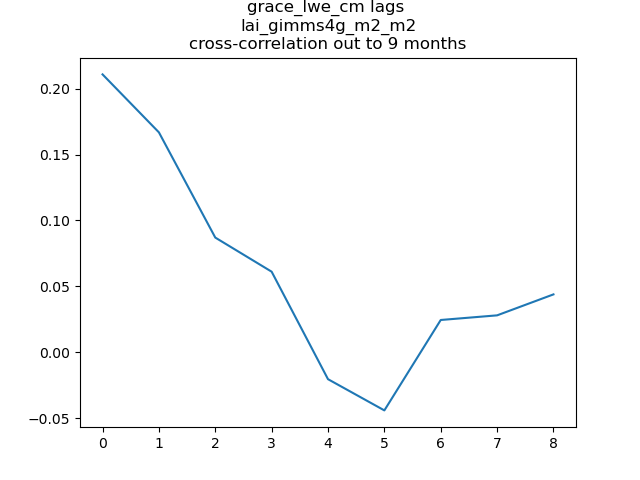 grace_lwe_cm lags
lai_gimms4g_m2_m2
cross-correlation out to 9 months
0.20
0.15
0.10
0.05
0.00
−0.05
0 1 2 3 4 5 6 7 8